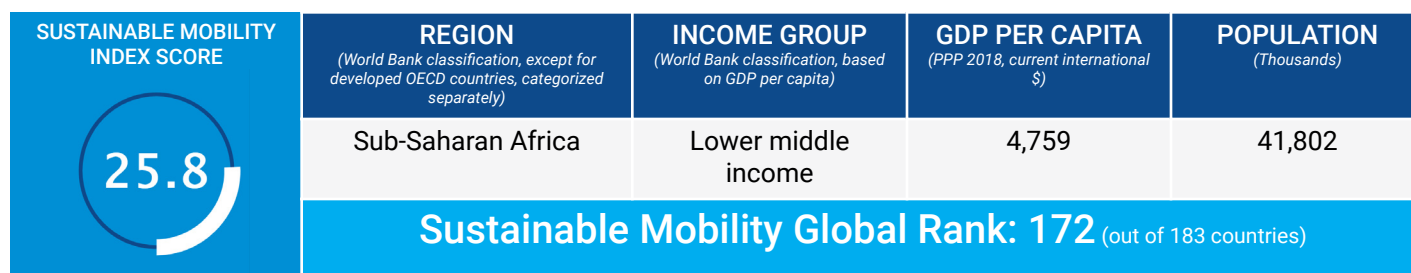 SUSTAINABLE MOBILITY
INDEX SCORE
25.8
REGION
(World Bank classification, except for
developed OECD countries, categorized
separately)
INCOME GROUP
(World Bank classification, based
on GDP per capita)
GDP PER CAPITA
(PPP 2018, current international
$)
POPULATION
(Thousands)
Sub-Saharan Africa
Lower middle
income
4,759
41,802
Sustainable Mobility Global Rank: 172 (out of 183 countries)